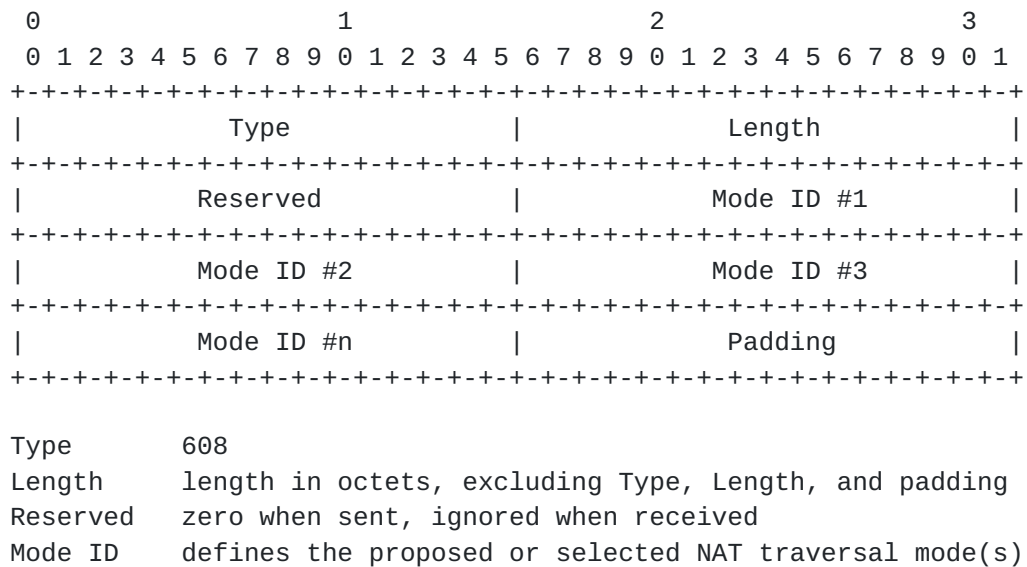 0                   1                   2                   3
 0 1 2 3 4 5 6 7 8 9 0 1 2 3 4 5 6 7 8 9 0 1 2 3 4 5 6 7 8 9 0 1
+-+-+-+-+-+-+-+-+-+-+-+-+-+-+-+-+-+-+-+-+-+-+-+-+-+-+-+-+-+-+-+-+
|             Type              |             Length            |
+-+-+-+-+-+-+-+-+-+-+-+-+-+-+-+-+-+-+-+-+-+-+-+-+-+-+-+-+-+-+-+-+
|           Reserved            |            Mode ID #1         |
+-+-+-+-+-+-+-+-+-+-+-+-+-+-+-+-+-+-+-+-+-+-+-+-+-+-+-+-+-+-+-+-+
|           Mode ID #2          |            Mode ID #3         |
+-+-+-+-+-+-+-+-+-+-+-+-+-+-+-+-+-+-+-+-+-+-+-+-+-+-+-+-+-+-+-+-+
|           Mode ID #n          |             Padding           |
+-+-+-+-+-+-+-+-+-+-+-+-+-+-+-+-+-+-+-+-+-+-+-+-+-+-+-+-+-+-+-+-+

Type       608
Length     length in octets, excluding Type, Length, and padding
Reserved   zero when sent, ignored when received
Mode ID    defines the proposed or selected NAT traversal mode(s)